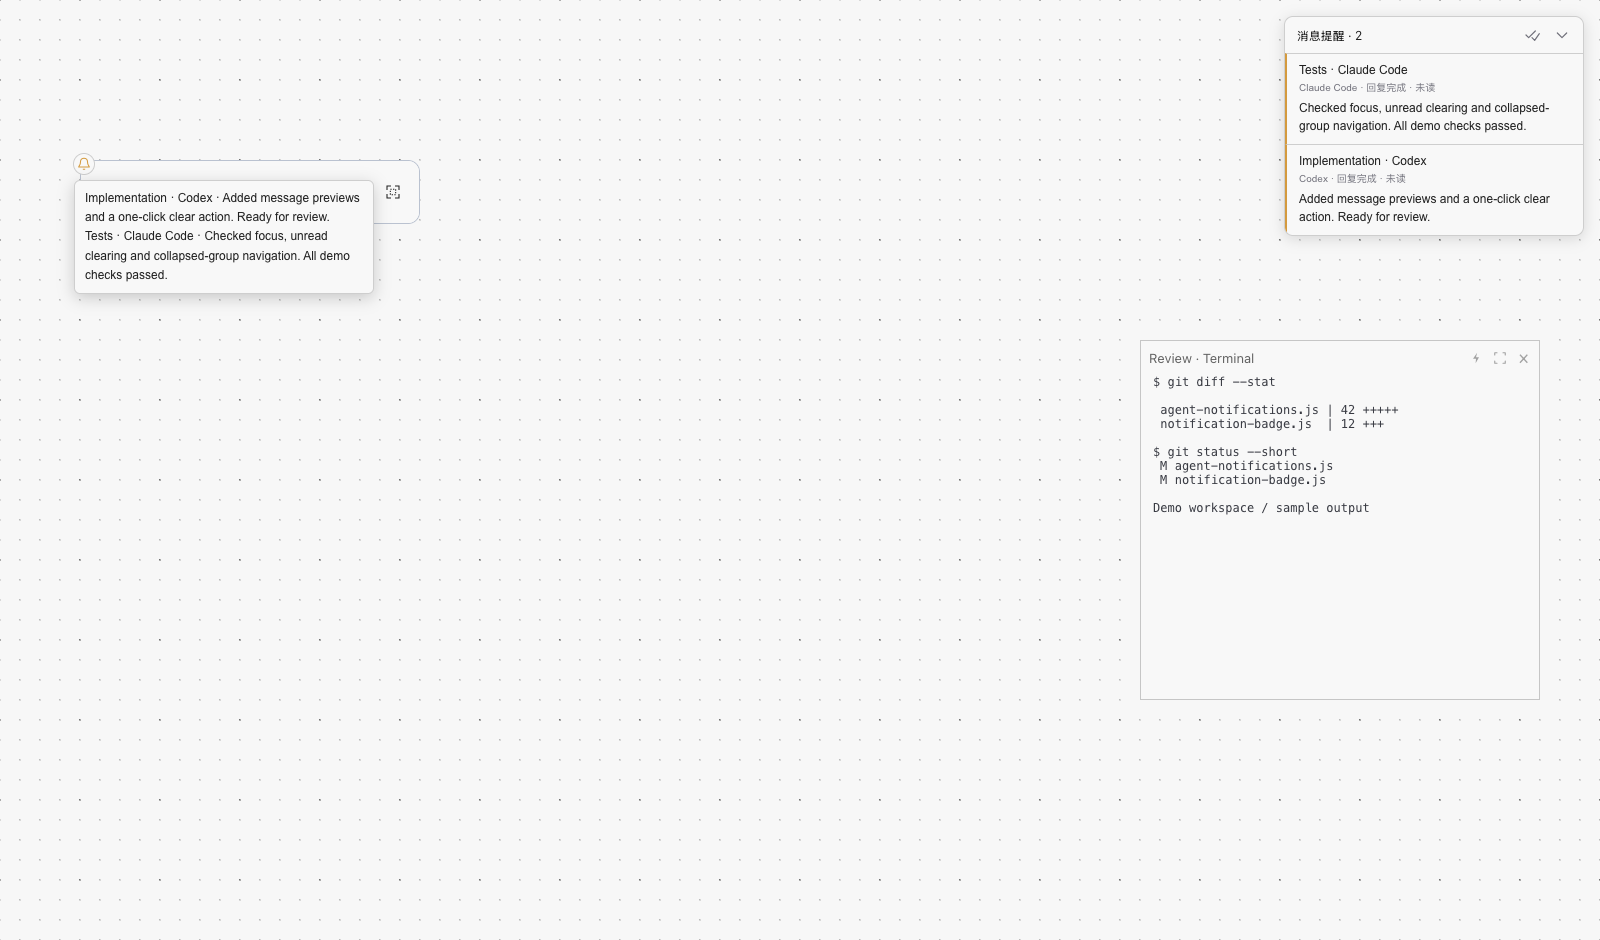 消息提醒 · 2
Tests · Claude Code
Claude Code · 回复完成 · 未读
Checked focus, unread clearing and collapsed-
group navigation. All demo checks passed.
Implementation · Codex
Codex · 回复完成 · 未读
Added message previews and a one-click clear
action. Ready for review.
Implementation · Codex · Added message previews
and a one-click clear action. Ready for review.
Tests · Claude Code · Checked focus, unread
clearing and collapsed-group navigation. All demo
checks passed.
Review · Terminal
$ git diff --stat
agent-notifications.js | 42 +++++
notification-badge.js | 12 +++
$ git status --short
M agent-notifications.js
M notification-badge.js
Demo workspace / sample output